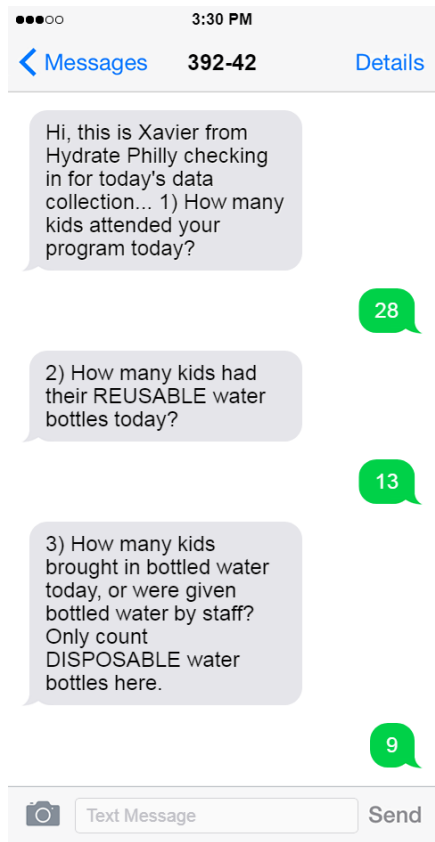 3:30 PM
Messages
392-42
Details
Hi, this is Xavier from
Hydrate Philly checking
in for today's data
collection... 1) How many
kids attended your
program today?
28
2) How many kids had
their REUSABLE water
bottles today?
13
3) How many kids
brought in bottled water
today, or were given
bottled water by staff?
Only count
DISPOSABLE water
bottles here.
9
Text Message
Send